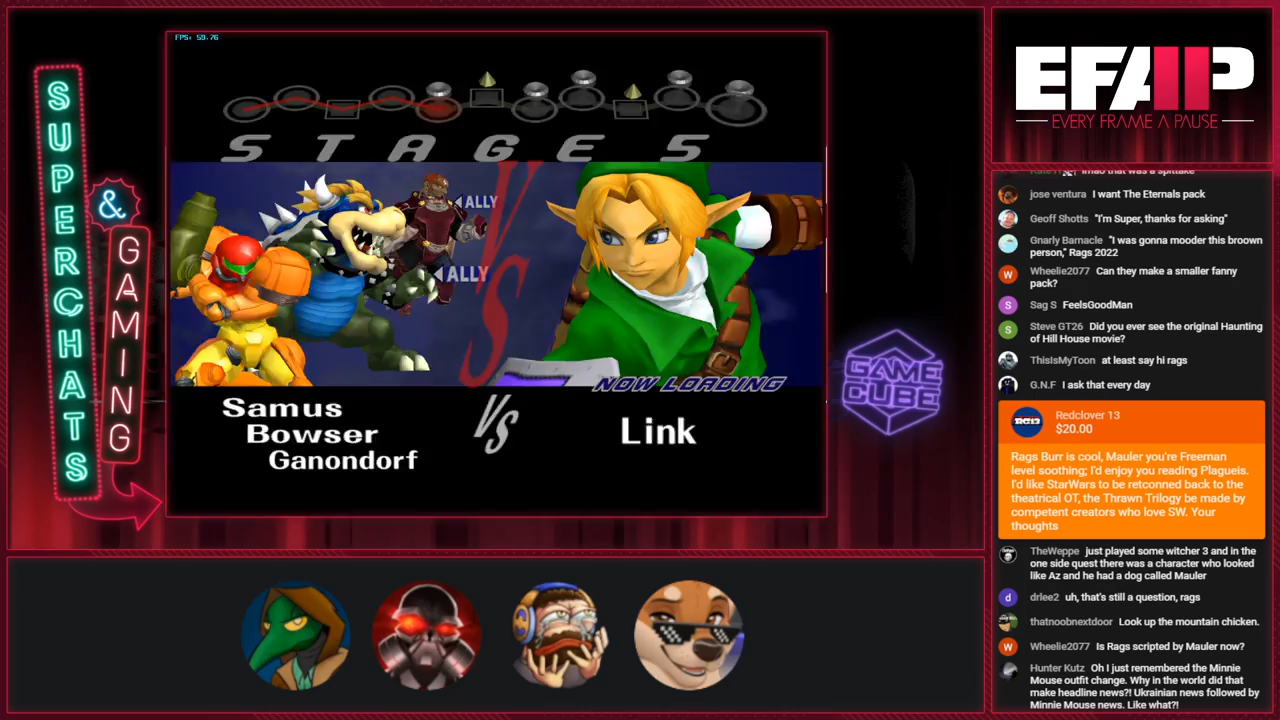 FPS: 59.76
SUPERCHATS
&
GAMING
STAGE 5
ALLY
ALLY
VS
NOW LOADING
Samus
Bowser
Ganondorf
VS
Link
GAME
CUBE
EFAP
EVERY FRAME A PAUSE
jose ventura I want The Eternals pack
Geoff Shotts "I'm Super, thanks for asking"
Gnarly Barnacle "I was gonna mooder this broown
person," Rags 2022
Wheelie2077 Can they make a smaller fanny
pack?
Sag S FeelsGoodMan
Steve GT26 Did you ever see the original Haunting
of Hill House movie?
ThisIsMyToon at least say hi rags
G.N.F I ask that every day
Redclover 13
$20.00
Rags Burr is cool, Mauler you're Freeman
level soothing; I'd enjoy you reading Plagueis.
I'd like StarWars to be retconned back to the
theatrical OT, the Thrawn Trilogy be made by
competent creators who love SW. Your
thoughts
TheWeppe just played some witcher 3 and in the
one side quest there was a character who looked
like Az and he had a dog called Mauler
drlee2 uh, that's still a question, rags
thatnoobnextdoor Look up the mountain chicken.
Wheelie2077 Is Rags scripted by Mauler now?
Hunter Kutz Oh I just remembered the Minnie
Mouse outfit change. Why in the world did that
make headline news?! Ukrainian news followed by
Minnie Mouse news. Like what?!